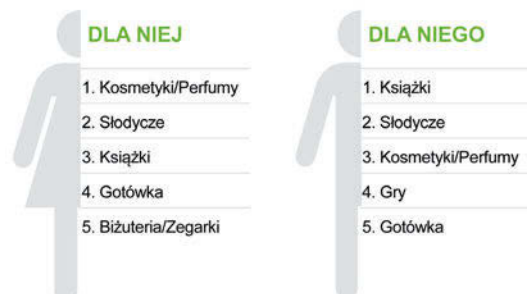 DLA NIEJ
1. Kosmetyki/Perfumy
2. Słodycze
3. Książki
4. Gotówka
5. Biżuteria/Zegarki
DLA NIEGO
1. Książki
2. Słodycze
3. Kosmetyki/Perfumy
4. Gry
5. Gotówka